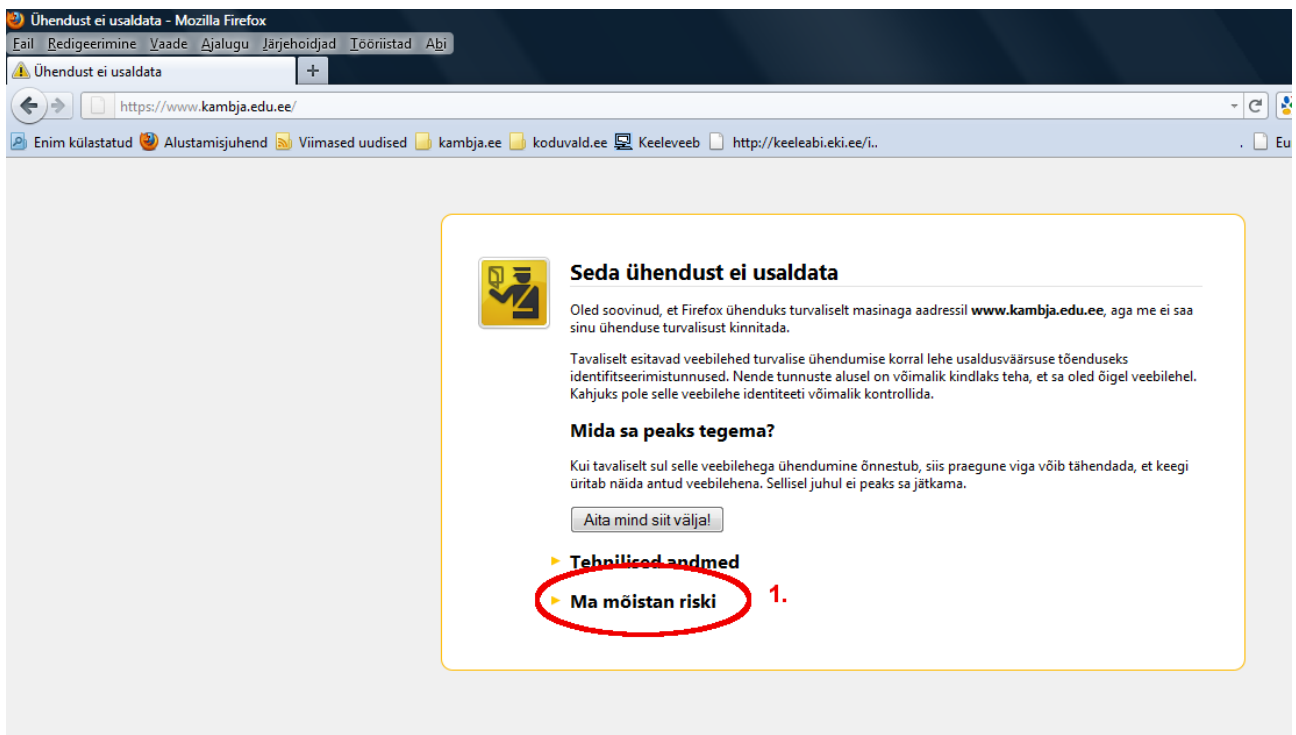 Ühendust ei usaldata - Mozilla Firefox
Fail Redigeerimine Vaade Ajalugu Järjehoidjad Tööriistad Abi
Ühendust ei usaldata
https://www.kambja.edu.ee/
Enim külastatud Alustamisjuhend Viimased uudised kambja.ee koduvald.ee Keeleveeb http://keeleabi.eki.ee/i.. . Eu
Seda ühendust ei usaldata
Oled soovinud, et Firefox ühenduks turvaliselt masinaga aadressil www.kambja.edu.ee, aga me ei saa
sinu ühenduse turvalisust kinnitada.
Tavaliselt esitavad veebilehed turvalise ühendumise korral lehe usaldusväärsuse tõenduseks
identifitseerimistunnused. Nende tunnuste alusel on võimalik kindlaks teha, et sa oled õigel veebilehel.
Kahjuks pole selle veebilehe identiteeti võimalik kontrollida.
Mida sa peaks tegema?
Kui tavaliselt sul selle veebilehega ühendumine õnnestub, siis praegune viga võib tähendada, et keegi
üritab näida antud veebilehena. Sellisel juhul ei peaks sa jätkama.
Aita mind siit välja!
Tehnilised andmed
Ma mõistan riski 1.